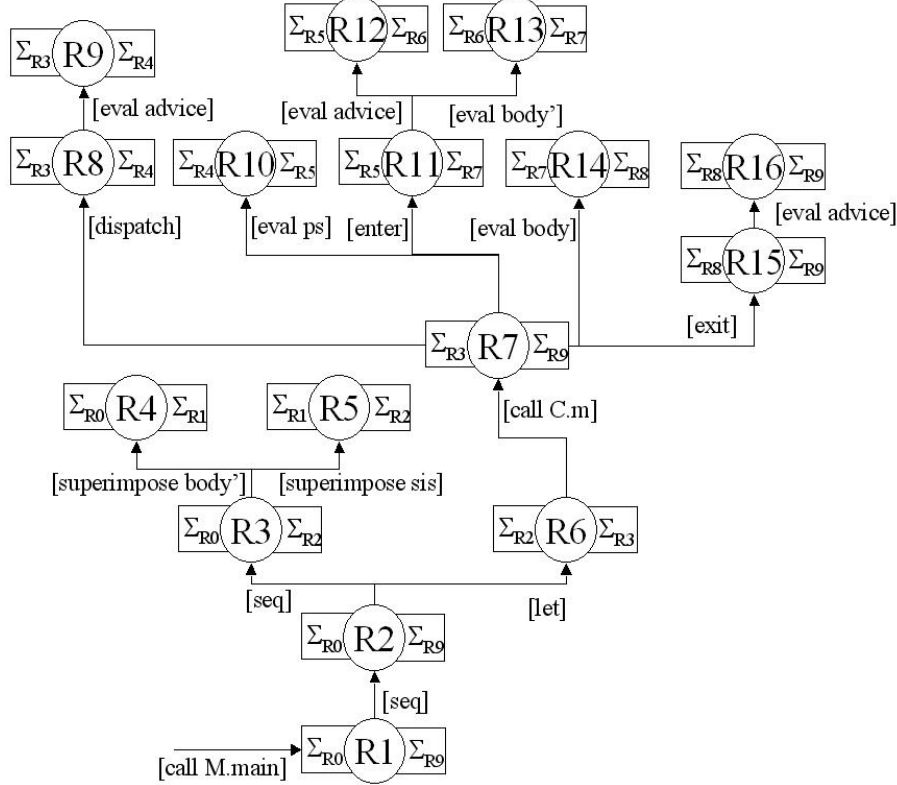 ΣR5 R12 ΣR6 ΣR6 R13 ΣR7
ΣR3 R9 ΣR4
[eval advice] [eval advice] [eval body’]
ΣR3 R8 ΣR4 ΣR4 R10 ΣR5 ΣR5 R11 ΣR7 ΣR7 R14 ΣR8 ΣR8 R16 ΣR9
[eval advice]
[dispatch] [eval ps] [enter] [eval body]
ΣR8 R15 ΣR9
[exit]
ΣR3 R7 ΣR9
ΣR0 R4 ΣR1 ΣR1 R5 ΣR2
[call C.m]
[superimpose body’] [superimpose sis]
ΣR0 R3 ΣR2 ΣR2 R6 ΣR3
[seq] [let]
ΣR0 R2 ΣR9
[seq]
ΣR0 R1 ΣR9
[call M.main]